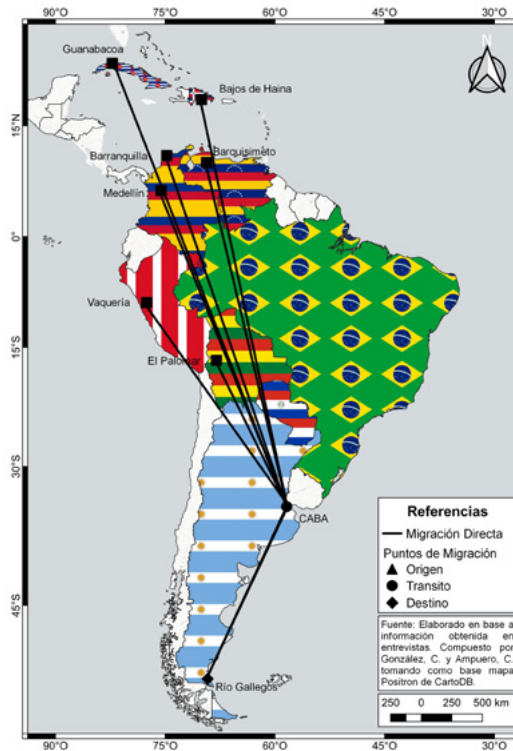 90°O 75°O 60°O 45°O 30°O
Guanabacoa
N
Bajos de Haina
15°N
Barranquilla
Barquisimeto
Medellín
0°
Vaquería
15°S
El Palomar
30°S
CABA
45°S
Río Gallegos
Referencias
Migración Directa
Puntos de Migración
Origen
Transito
Destino
Fuente: Elaborado en base a
información obtenida en
entrevistas. Compuesto por
González, C. y Ampuero, C.
tomando como base mapa
Positron de CartoDB.
250 0 250 500 km
90°O 75°O 60°O 45°O 30°O